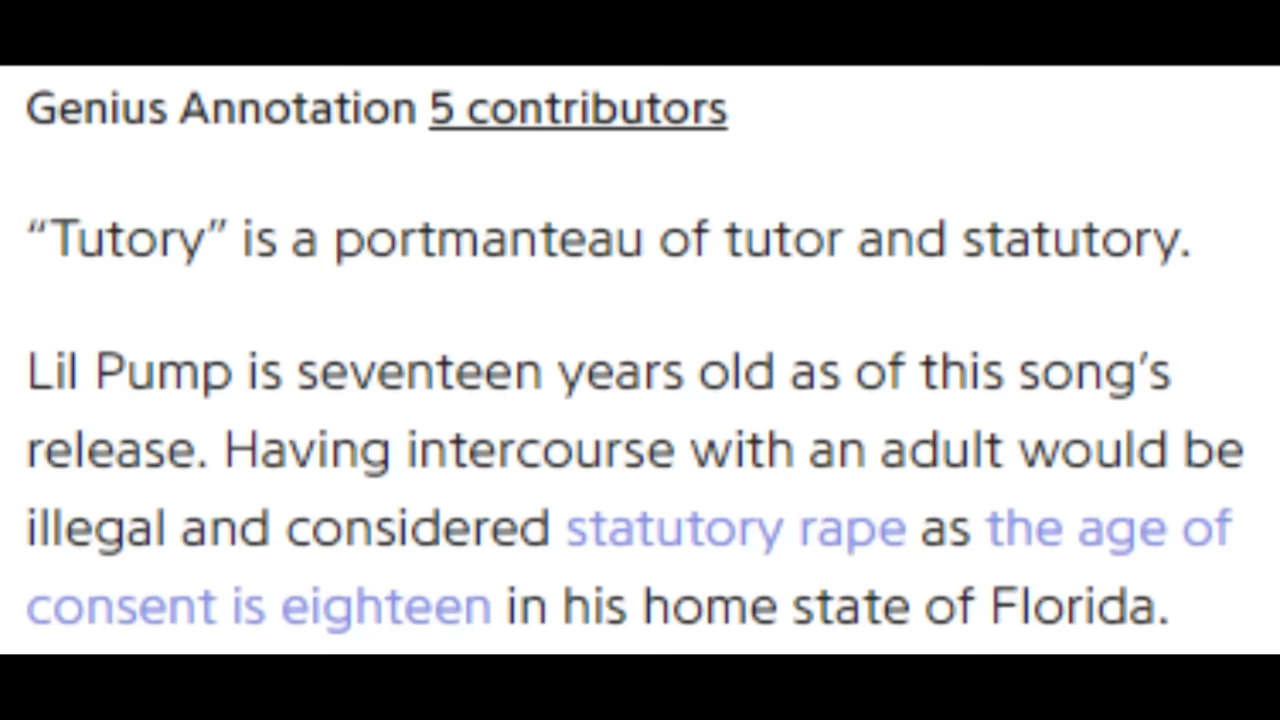 Genius Annotation 5 contributors
“Tutory” is a portmanteau of tutor and statutory.
Lil Pump is seventeen years old as of this song’s
release. Having intercourse with an adult would be
illegal and considered statutory rape as the age of
consent is eighteen in his home state of Florida.